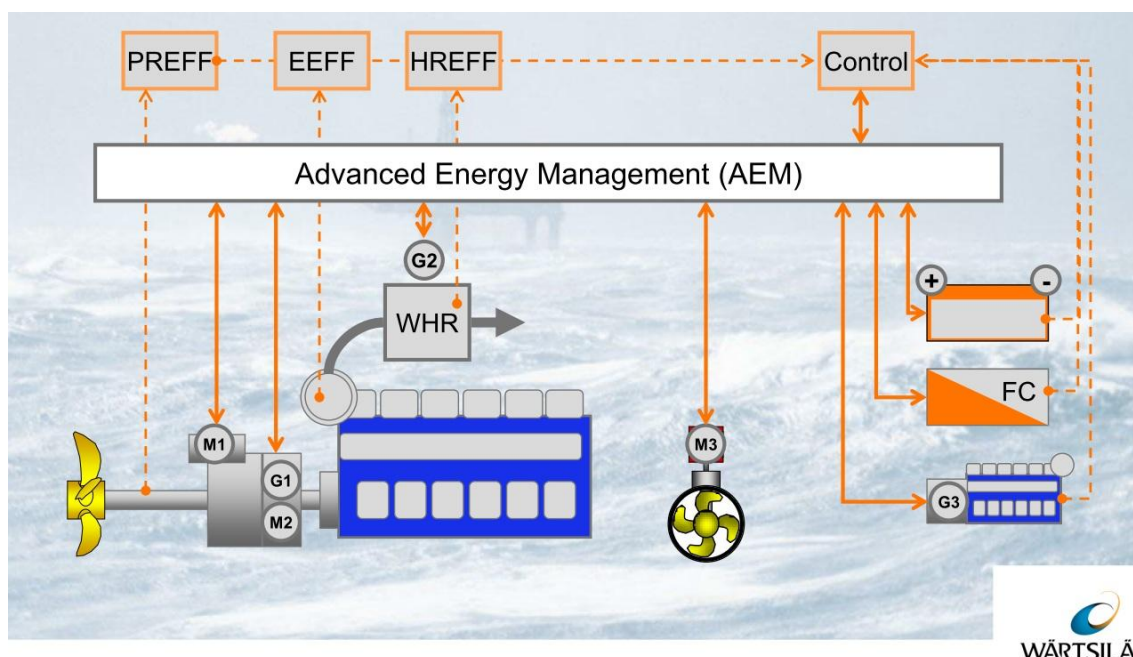 PREFF
EEFF
HREFF
Control
Advanced Energy Management (AEM)
G2
+
-
WHR
FC
M1
M3
G1
G3
M2
WÄRTSILÄ